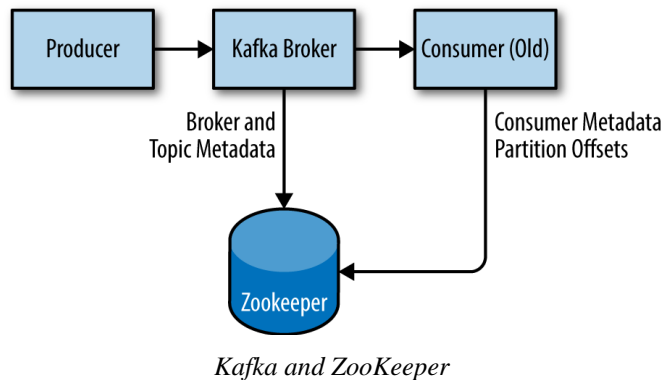 Producer
Kafka Broker
Consumer (Old)
Broker and
Topic Metadata
Consumer Metadata
Partition Offsets
Zookeeper
Kafka and ZooKeeper